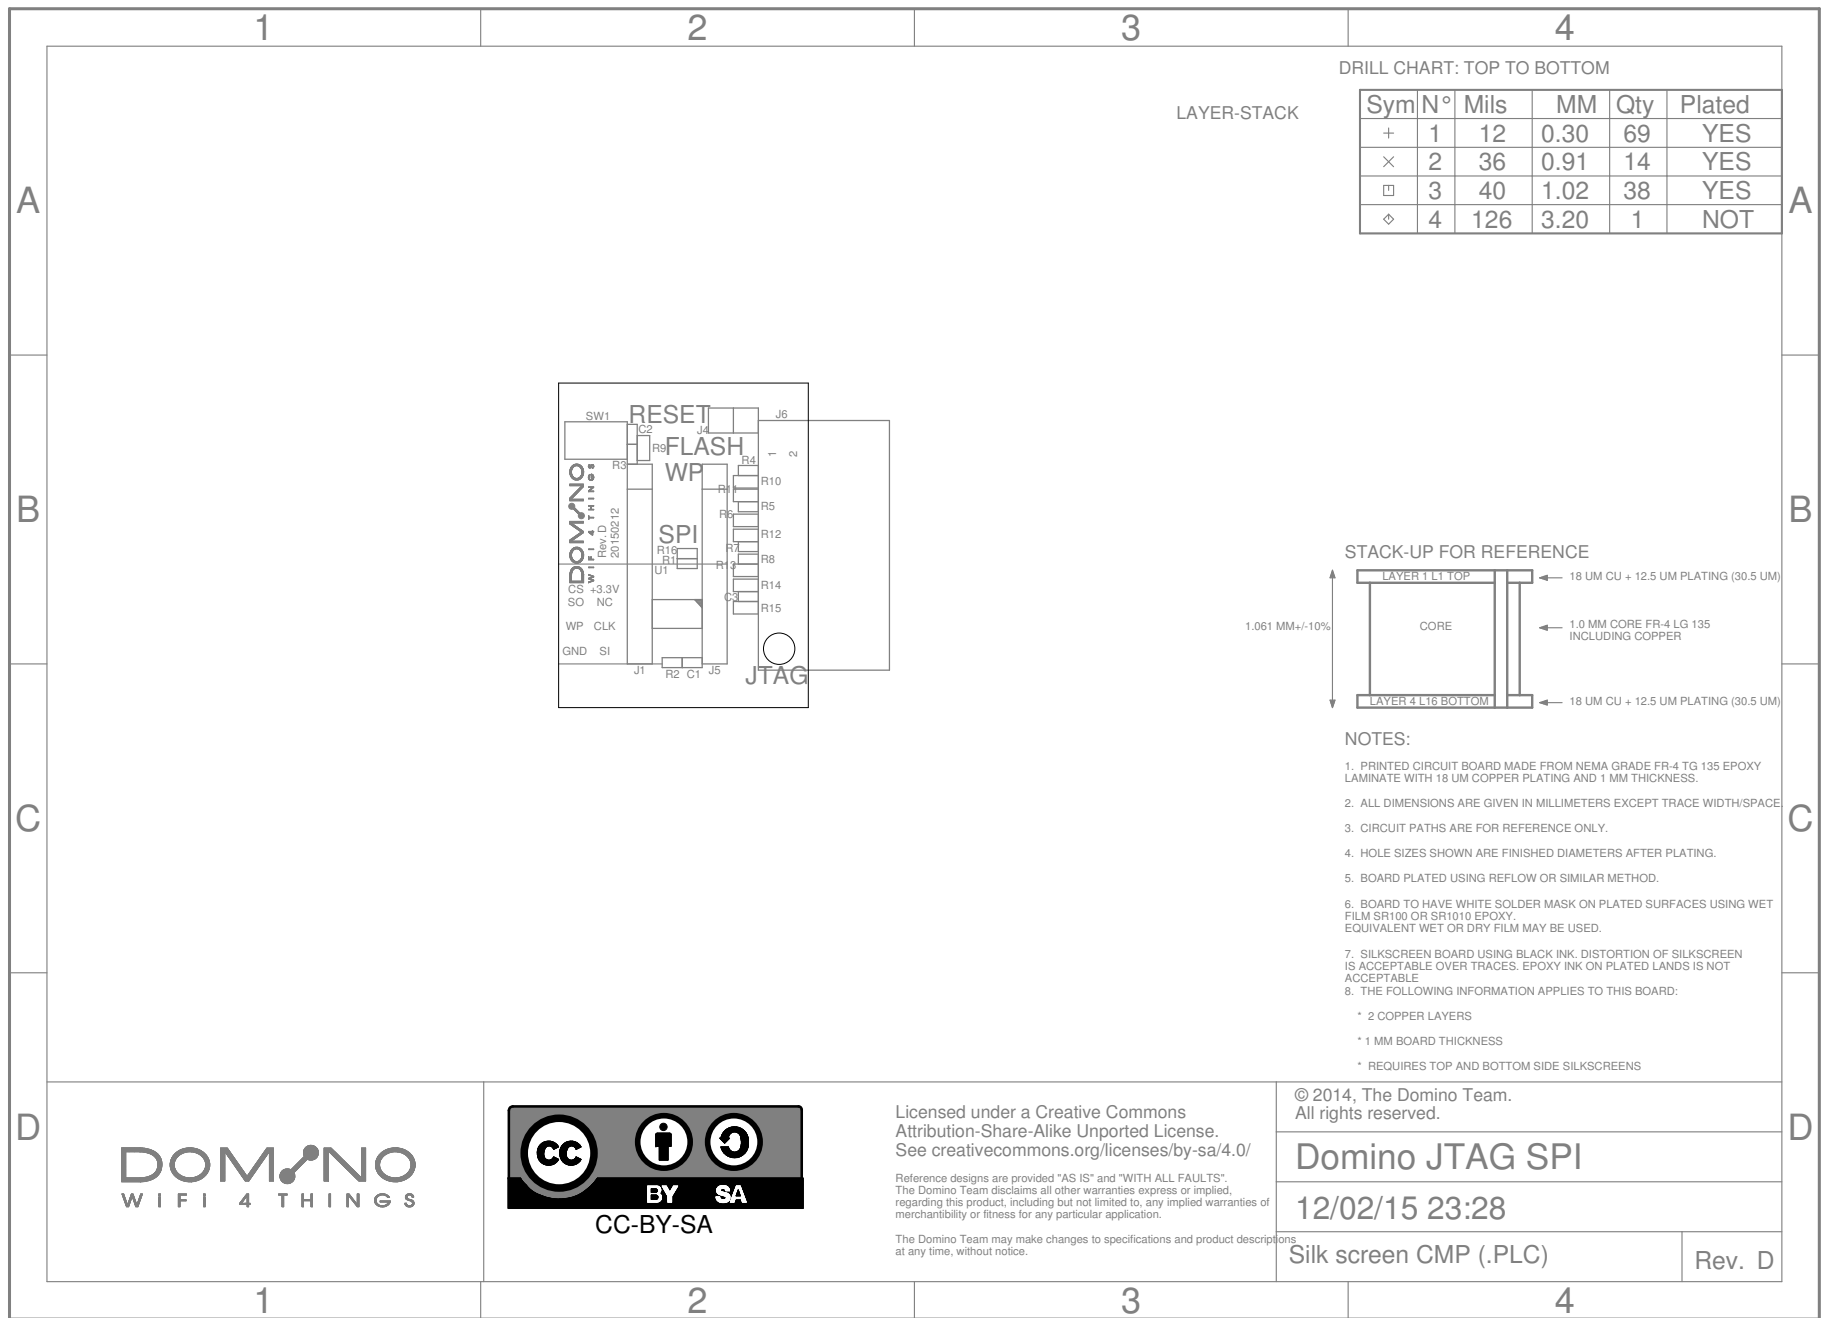 1 2 3 4
A
B
C
D
A
B
C
D
DRILL CHART: TOP TO BOTTOM
LAYER-STACK
Sym N° Mils MM Qty Plated
+ 1 12 0.30 69 YES
× 2 36 0.91 14 YES
3 40 1.02 38 YES
4 126 3.20 1 NOT
SW1
RESET
J6
C2
J4
R9
FLASH
1 2
R3
WP
R4
R10
R11
R5
R6
DOMINO
WIFI 4 THINGS
Rev. D
20150212
SPI
R12
R16
R7
R1
R8
U1
R13
CS +3.3V
R14
SO NC
C3
R15
WP CLK
GND SI
J1
R2 C1 J5
JTAG
STACK-UP FOR REFERENCE
LAYER 1 L1 TOP
18 UM CU + 12.5 UM PLATING (30.5 UM)
1.061 MM+/-10%
CORE
1.0 MM CORE FR-4 LG 135
INCLUDING COPPER
LAYER 4 L16 BOTTOM
18 UM CU + 12.5 UM PLATING (30.5 UM)
NOTES:
1. PRINTED CIRCUIT BOARD MADE FROM NEMA GRADE FR-4 TG 135 EPOXY
LAMINATE WITH 18 UM COPPER PLATING AND 1 MM THICKNESS.
2. ALL DIMENSIONS ARE GIVEN IN MILLIMETERS EXCEPT TRACE WIDTH/SPACE
3. CIRCUIT PATHS ARE FOR REFERENCE ONLY.
4. HOLE SIZES SHOWN ARE FINISHED DIAMETERS AFTER PLATING.
5. BOARD PLATED USING REFLOW OR SIMILAR METHOD.
6. BOARD TO HAVE WHITE SOLDER MASK ON PLATED SURFACES USING WET
FILM SR100 OR SR1010 EPOXY.
EQUIVALENT WET OR DRY FILM MAY BE USED.
7. SILKSCREEN BOARD USING BLACK INK. DISTORTION OF SILKSCREEN
IS ACCEPTABLE OVER TRACES. EPOXY INK ON PLATED LANDS IS NOT
ACCEPTABLE
8. THE FOLLOWING INFORMATION APPLIES TO THIS BOARD:
* 2 COPPER LAYERS
* 1 MM BOARD THICKNESS
* REQUIRES TOP AND BOTTOM SIDE SILKSCREENS
DOMINO
WIFI 4 THINGS
cc
BY SA
CC-BY-SA
Licensed under a Creative Commons
Attribution-Share-Alike Unported License.
See creativecommons.org/licenses/by-sa/4.0/
Reference designs are provided "AS IS" and "WITH ALL FAULTS".
The Domino Team disclaims all other warranties express or implied,
regarding this product, including but not limited to, any implied warranties of
merchantibility or fitness for any particular application.
The Domino Team may make changes to specifications and product descriptions
at any time, without notice.
© 2014, The Domino Team.
All rights reserved.
Domino JTAG SPI
12/02/15 23:28
Silk screen CMP (.PLC)
Rev. D
1 2 3 4